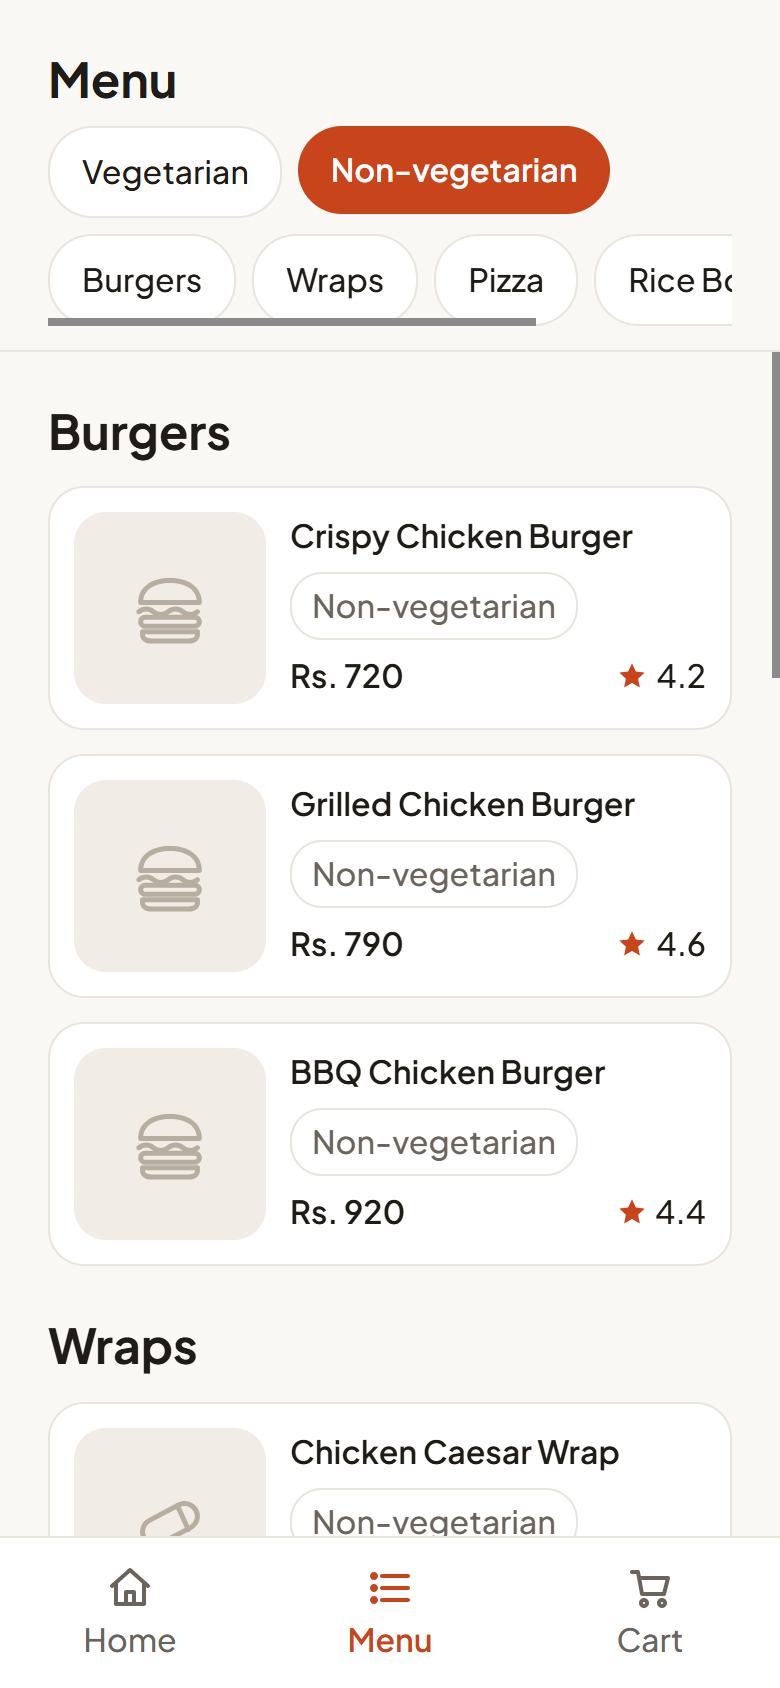 Menu
Vegetarian Non-vegetarian
Burgers Wraps Pizza Rice
Burgers
Crispy Chicken Burger
Non-vegetarian
Rs. 720 4.2
Grilled Chicken Burger
Non-vegetarian
Rs. 790 4.6
BBQ Chicken Burger
Non-vegetarian
Rs. 920 4.4
Wraps
Chicken Caesar Wrap
Non-vegetarian
Home Menu Cart